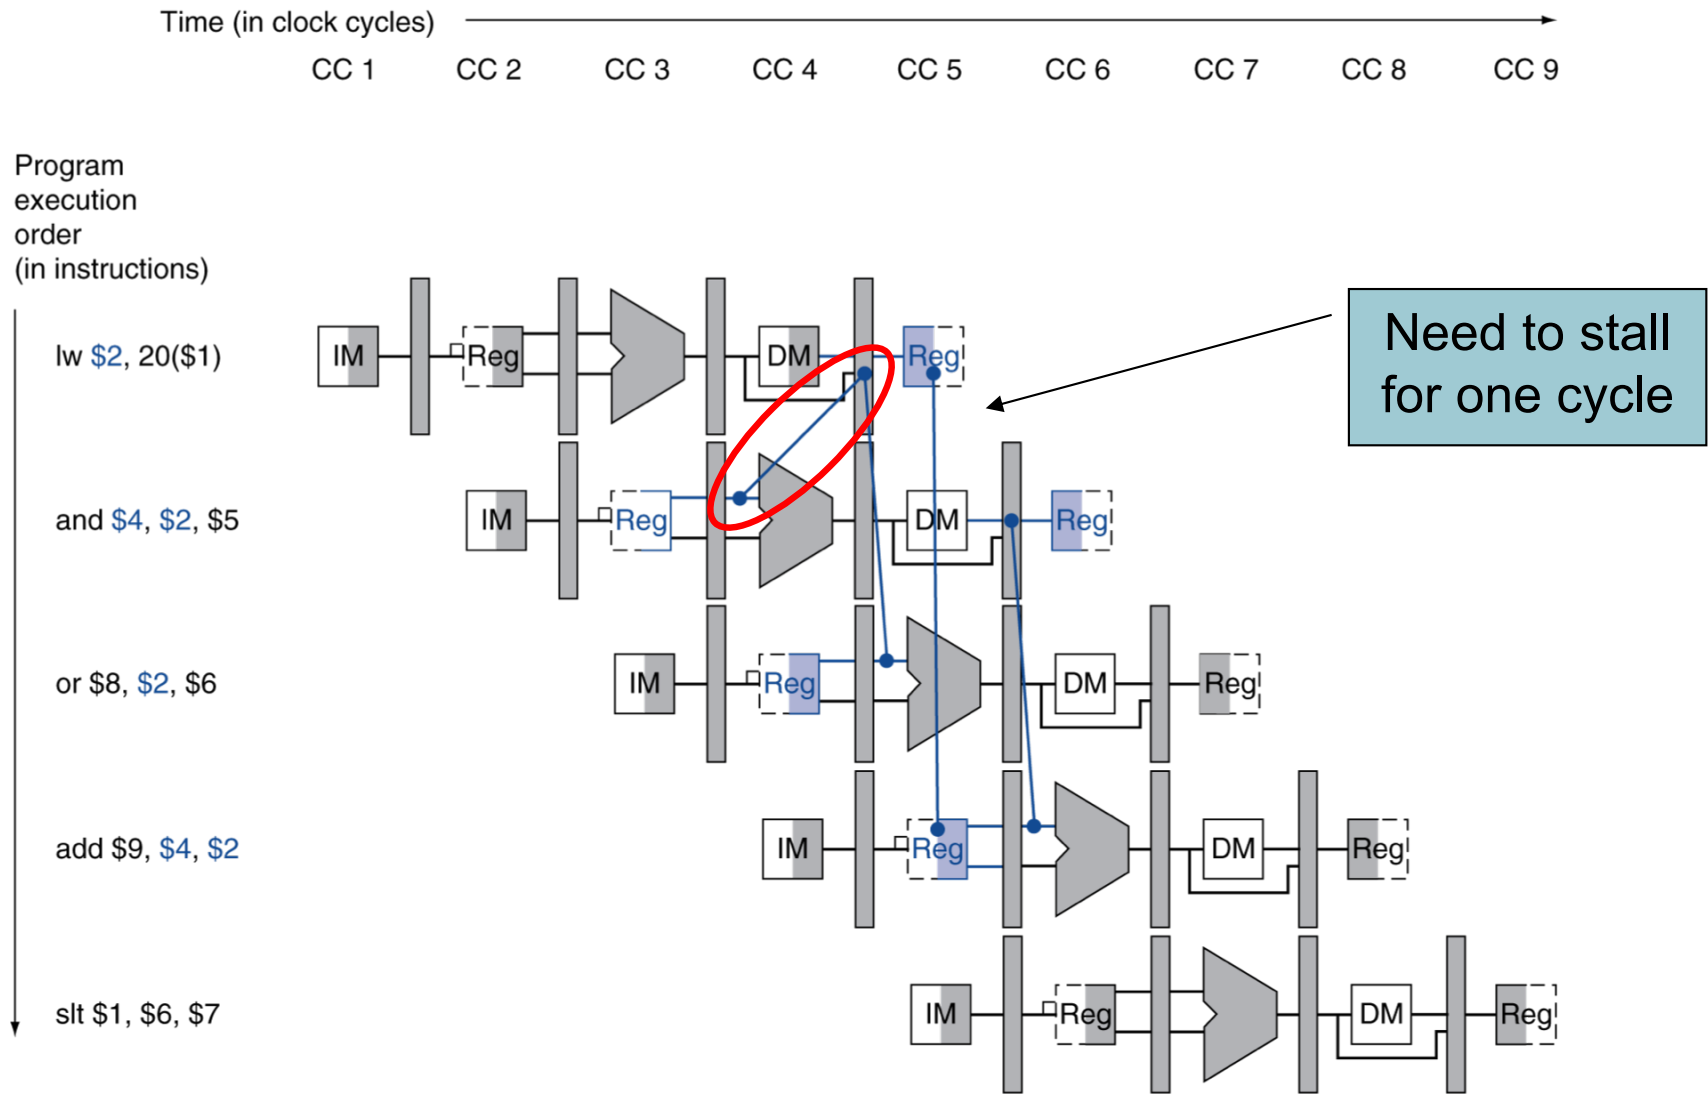 Time (in clock cycles)
CC 1 CC 2 CC 3 CC 4 CC 5 CC 6 CC 7 CC 8 CC 9
Program
execution
order
(in instructions)
Need to stall
for one cycle
lw $2, 20($1) IM Reg DM Reg
and $4, $2, $5 IM Reg DM Reg
or $8, $2, $6 IM Reg DM Reg
add $9, $4, $2 IM Reg DM Reg
slt $1, $6, $7 IM Reg DM Reg